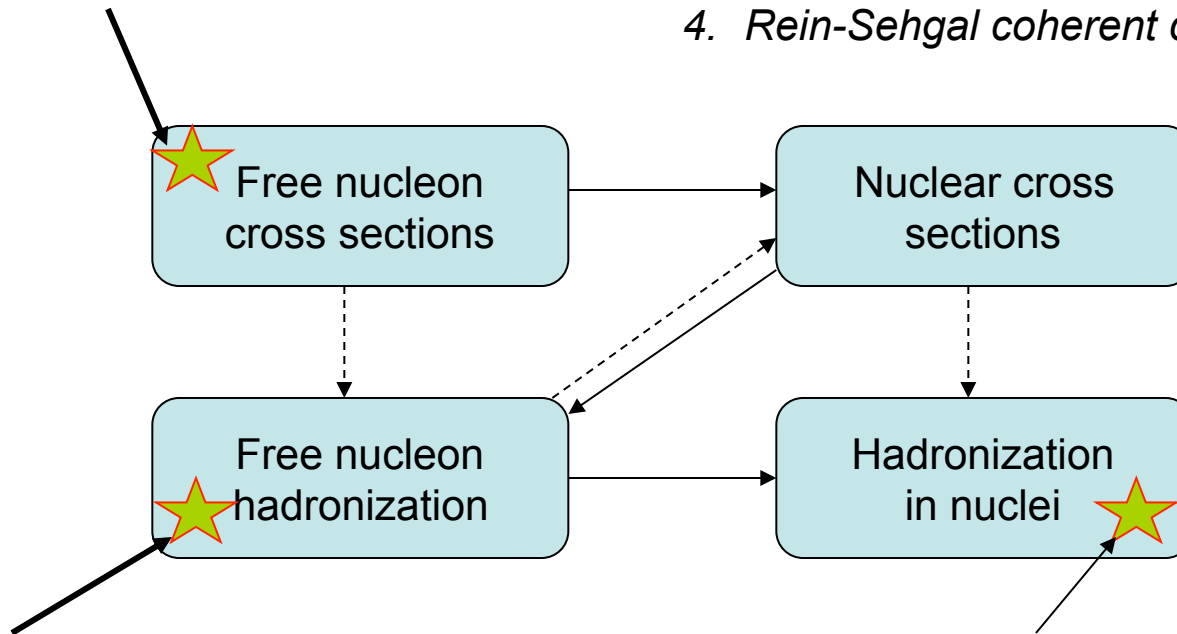 4. Rein-Sehgal coherent
Free nucleon
cross sections
Nuclear cross
sections
Free nucleon
hadronization
Hadronization
in nuclei